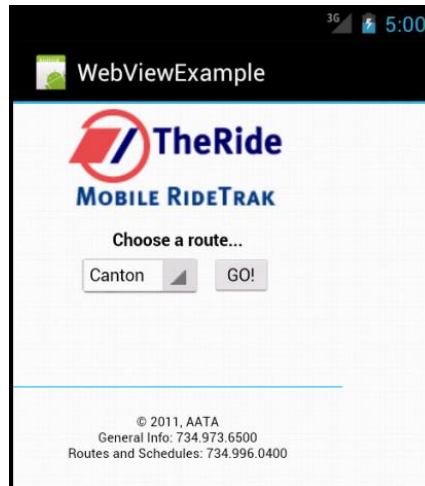 3G 5:00
WebViewExample
TheRide
MOBILE RIDETRAK
Choose a route...
Canton GO!
© 2011, AATA
General Info: 734.973.6500
Routes and Schedules: 734.996.0400